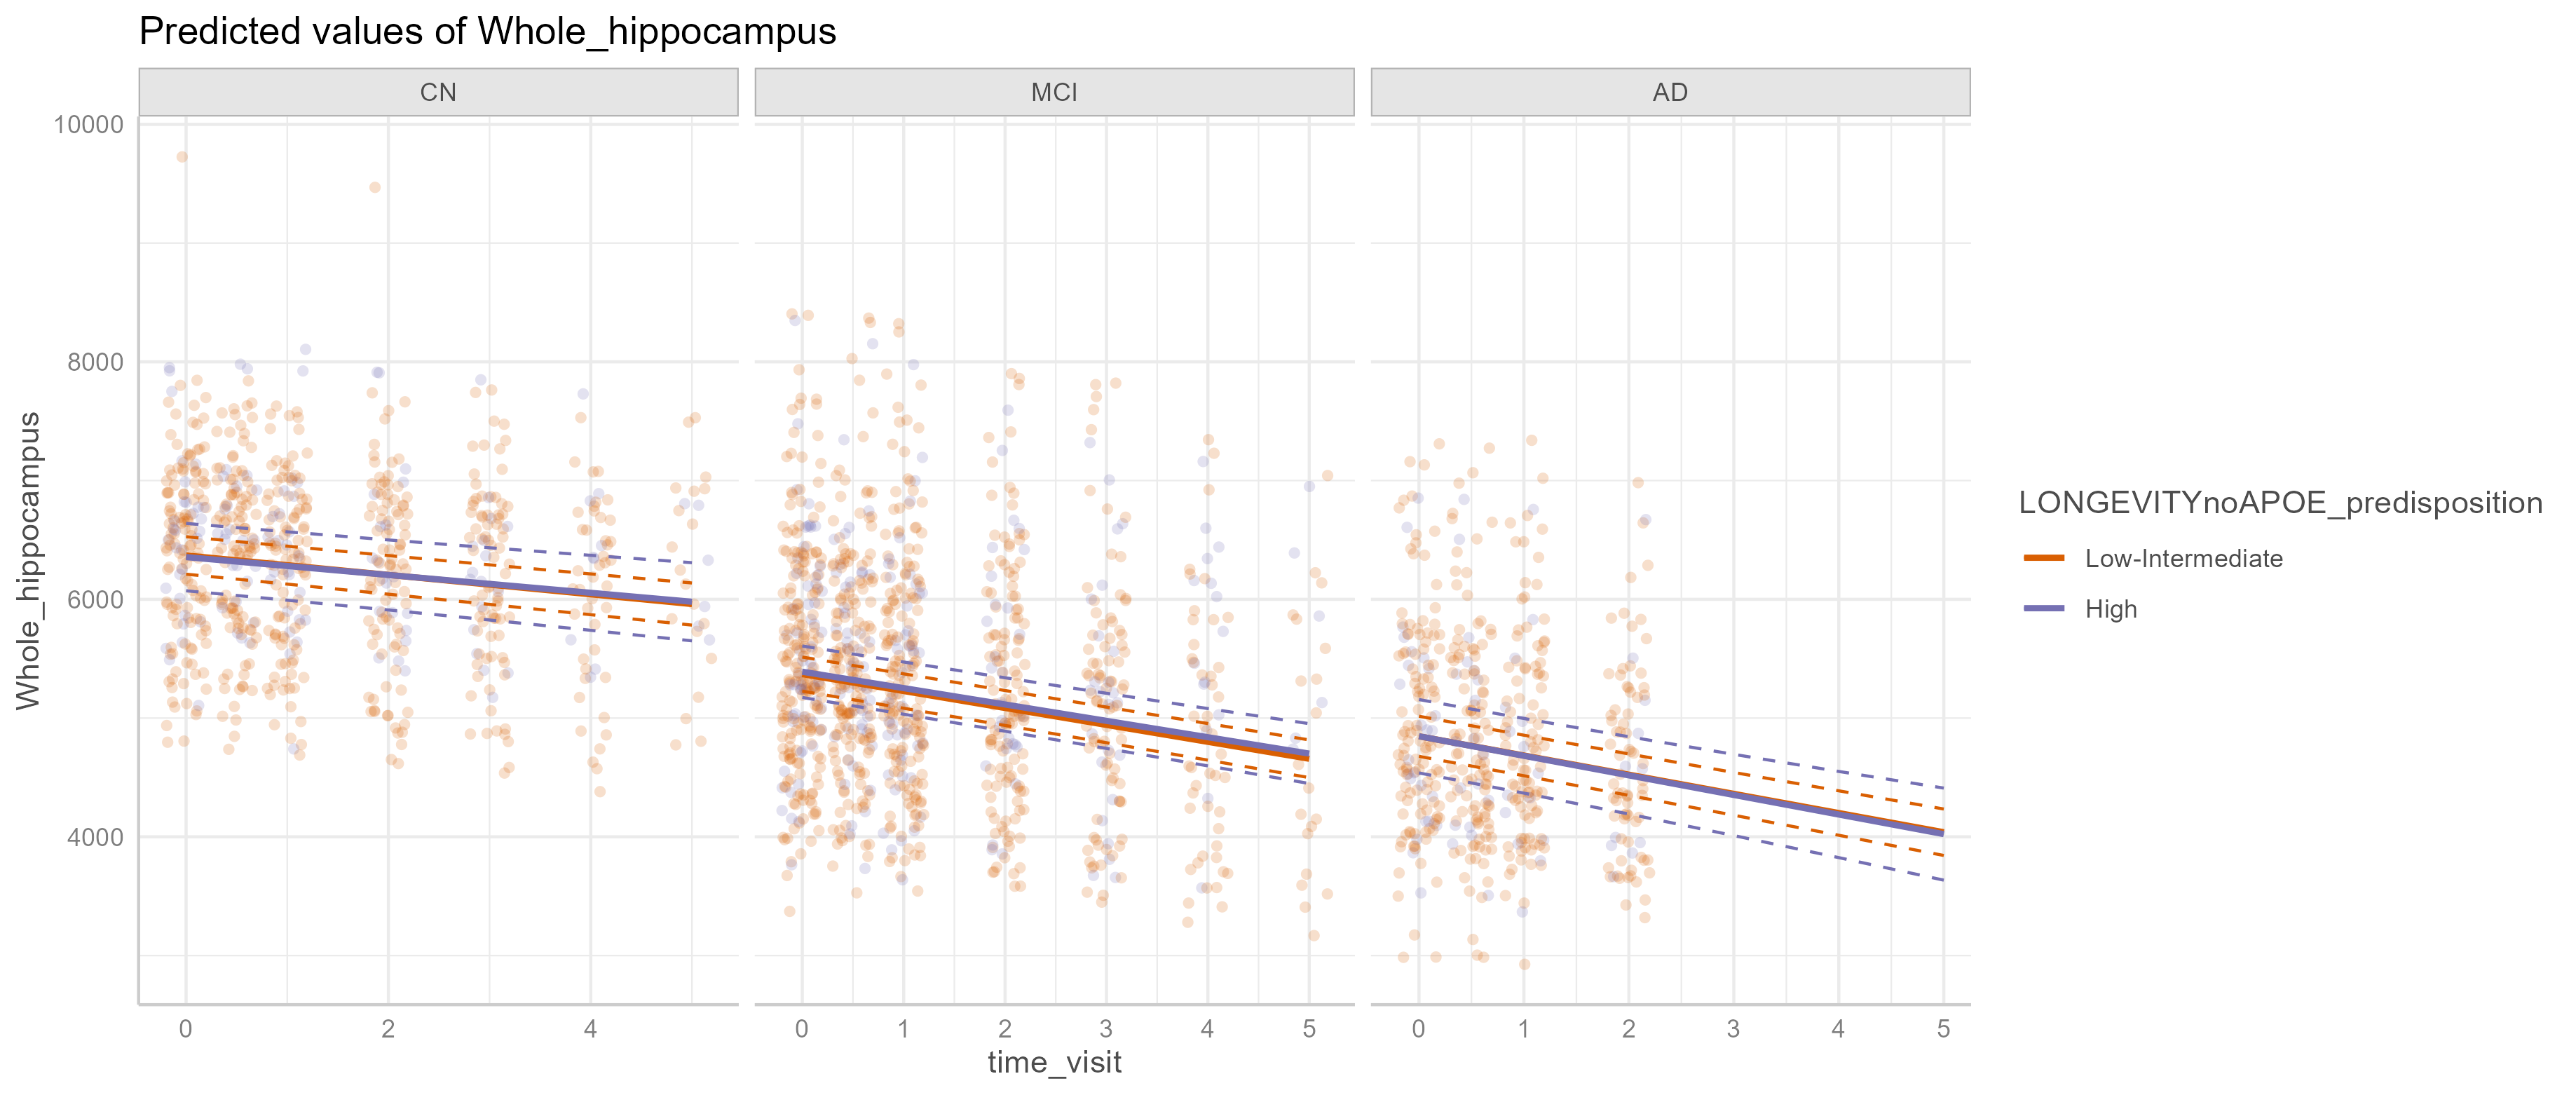 Predicted values of Whole_hippocampus
CN MCI AD
10000
8000
6000
4000
Whole_hippocampus
0 2 4 0 1 2 3 4 5 0 1 2 3 4 5
time_visit
LONGEVITYnoAPOE_predisposition
Low-Intermediate
High